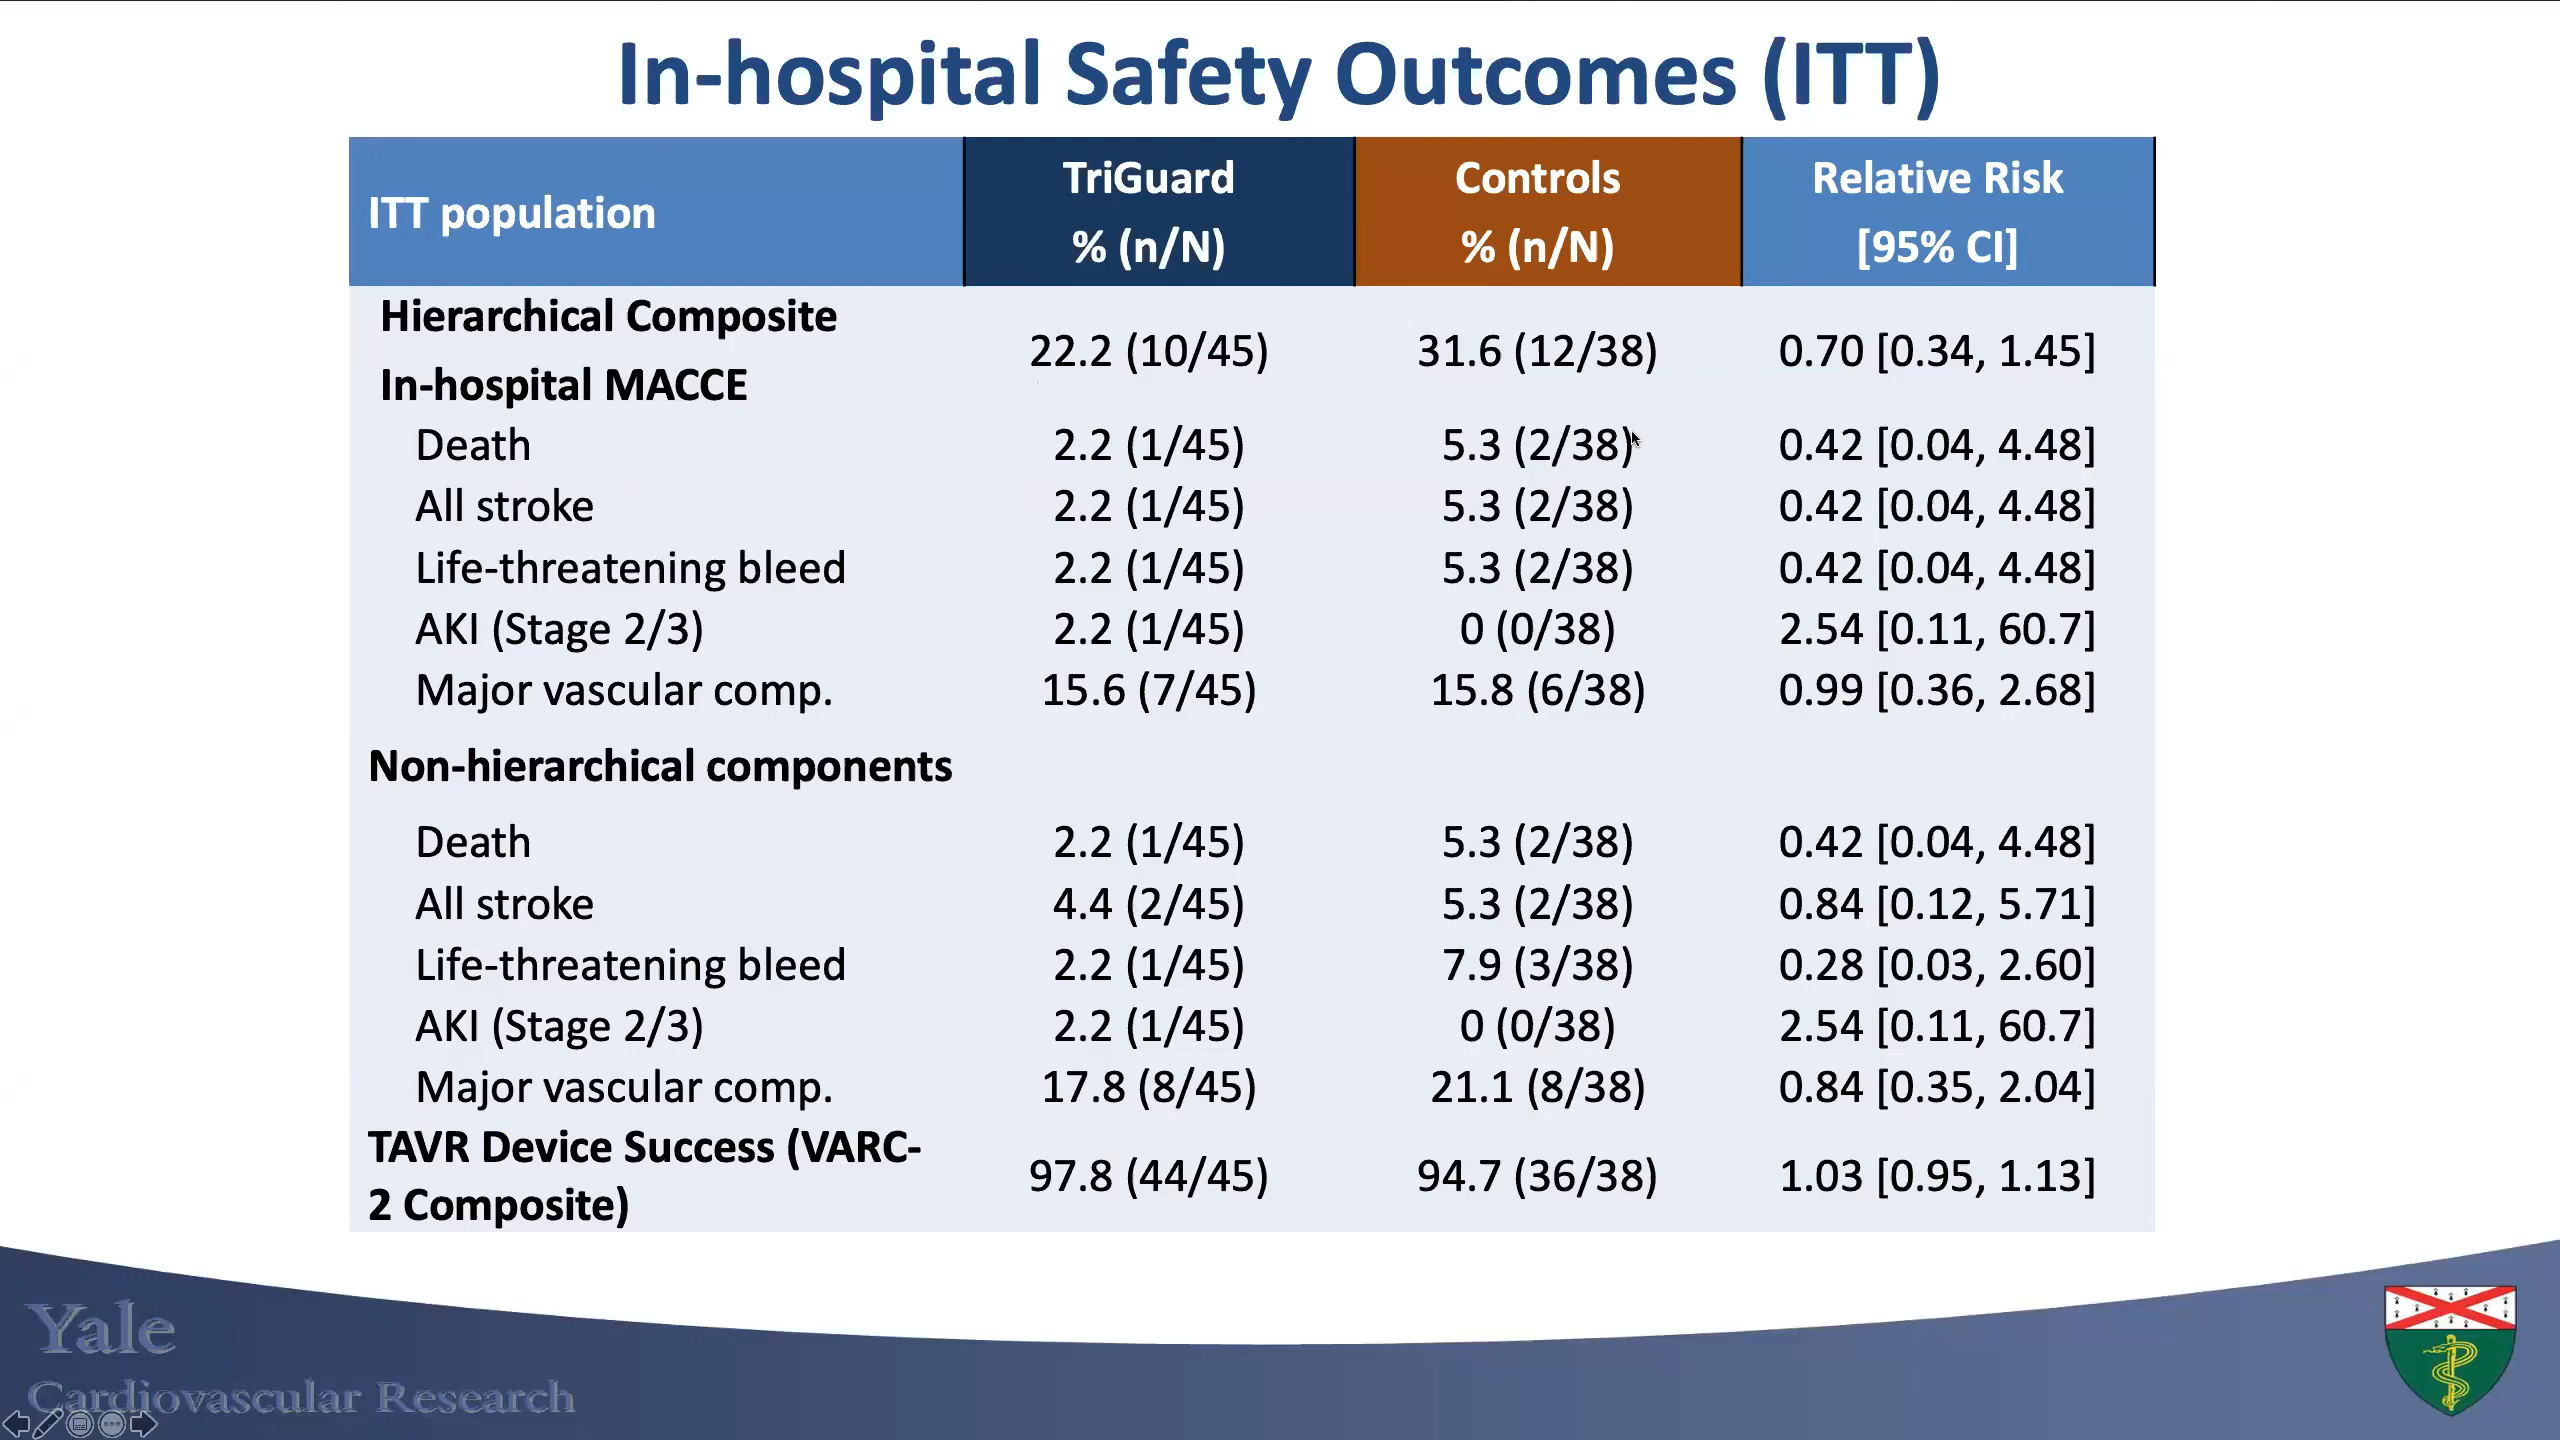 In-hospital Safety Outcomes (ITT)
ITT population
TriGuard
% (n/N)
Controls
% (n/N)
Relative Risk
[95% CI]
Hierarchical Composite
In-hospital MACCE
22.2 (10/45) 31.6 (12/38) 0.70 [0.34, 1.45]
Death 2.2 (1/45) 5.3 (2/38) 0.42 [0.04, 4.48]
All stroke 2.2 (1/45) 5.3 (2/38) 0.42 [0.04, 4.48]
Life-threatening bleed 2.2 (1/45) 5.3 (2/38) 0.42 [0.04, 4.48]
AKI (Stage 2/3) 2.2 (1/45) 0 (0/38) 2.54 [0.11, 60.7]
Major vascular comp. 15.6 (7/45) 15.8 (6/38) 0.99 [0.36, 2.68]
Non-hierarchical components
Death 2.2 (1/45) 5.3 (2/38) 0.42 [0.04, 4.48]
All stroke 4.4 (2/45) 5.3 (2/38) 0.84 [0.12, 5.71]
Life-threatening bleed 2.2 (1/45) 7.9 (3/38) 0.28 [0.03, 2.60]
AKI (Stage 2/3) 2.2 (1/45) 0 (0/38) 2.54 [0.11, 60.7]
Major vascular comp. 17.8 (8/45) 21.1 (8/38) 0.84 [0.35, 2.04]
TAVR Device Success (VARC-
2 Composite)
97.8 (44/45) 94.7 (36/38) 1.03 [0.95, 1.13]
Yale
Cardiovascular Research